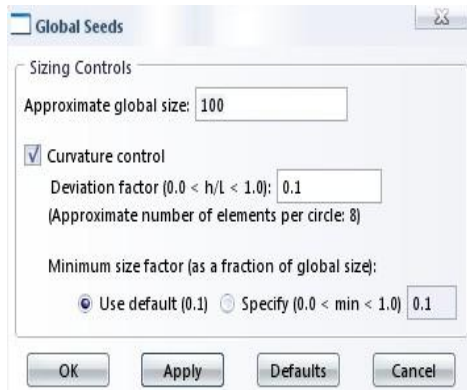 Global Seeds
Sizing Controls
Approximate global size: 100
Curvature control
Deviation factor (0.0 < h/L < 1.0): 0.1
(Approximate number of elements per circle: 8)
Minimum size factor (as a fraction of global size):
Use default (0.1) Specify (0.0 < min < 1.0) 0.1
OK Apply Defaults Cancel